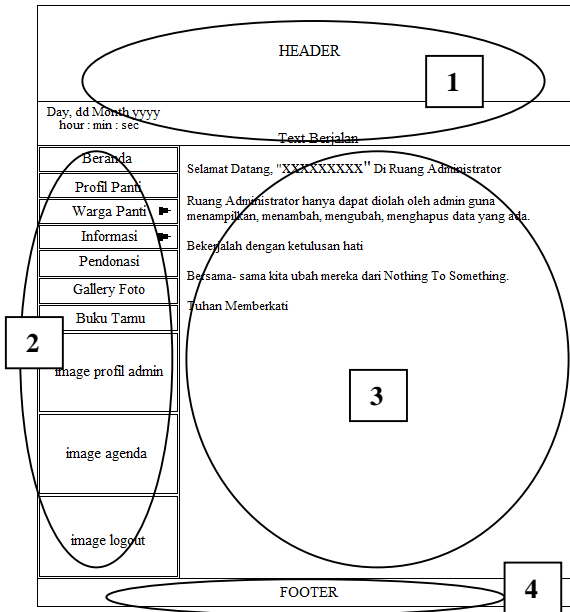 HEADER
1
Day, dd Month yyyy
hour : min : sec
Text Berjalan
Beranda
Profil Panti
Warga Panti
Informasi
Pendonasi
Gallery Foto
Buku Tamu
2
image profil admin
image agenda
image logout
Selamat Datang, "XXXXXXXXX" Di Ruang Administrator
Ruang Administrator hanya dapat diolah oleh admin guna
menampilkan, menambah, mengubah, menghapus data yang ada.
Bekerjalah dengan ketulusan hati
Bersama- sama kita ubah mereka dari Nothing To Something.
Tuhan Memberkati
3
FOOTER
4